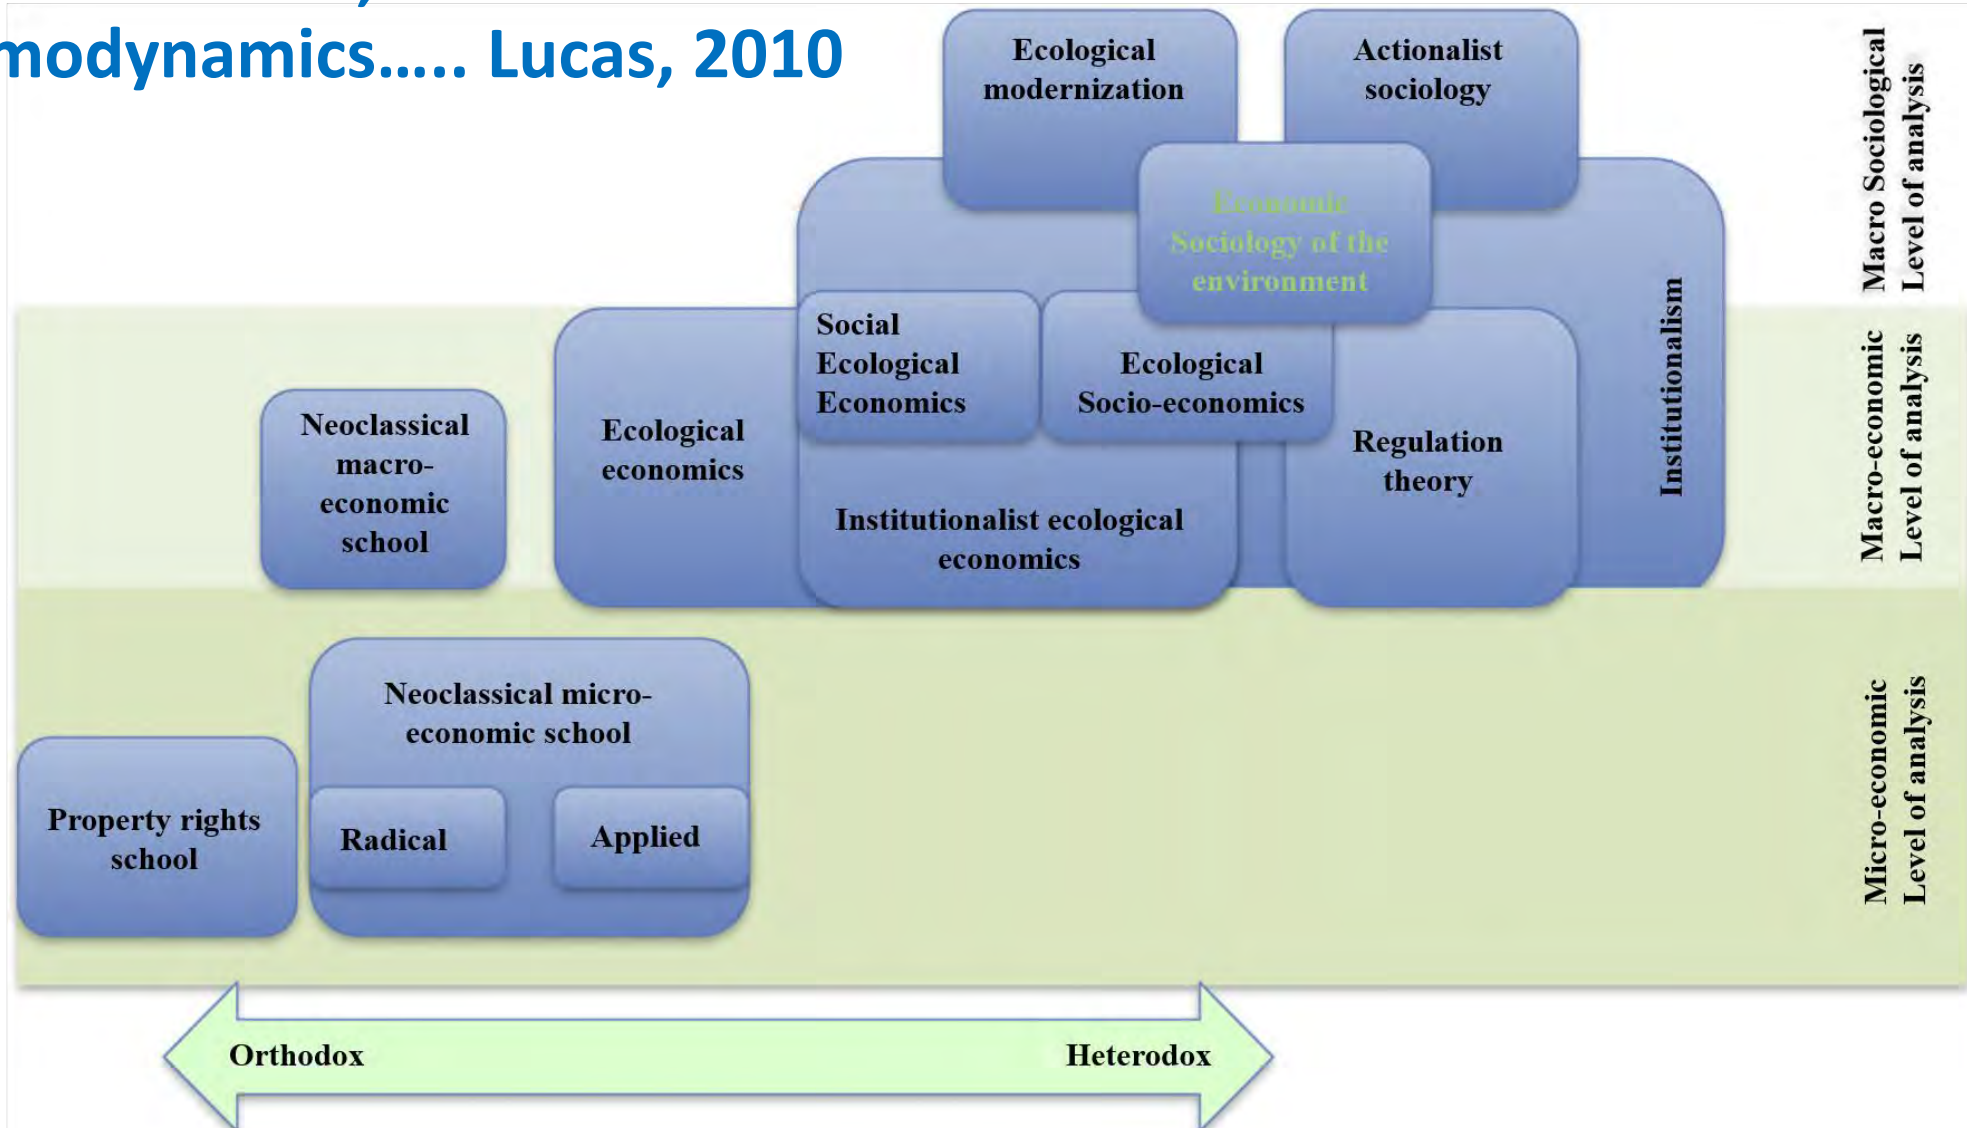 modynamics..... Lucas, 2010
Ecological
modernization
Actionalist
sociology
Macro Sociological
Level of analysis
Economic
Sociology of the
environment
Institutionalism
Social
Ecological
Economics
Ecological
Socio-economics
Macro-economic
Level of analysis
Neoclassical
macro-
economic
school
Ecological
economics
Regulation
theory
Institutionalist ecological
economics
Neoclassical micro-
economic school
Micro-economic
Level of analysis
Property rights
school
Radical
Applied
Orthodox
Heterodox